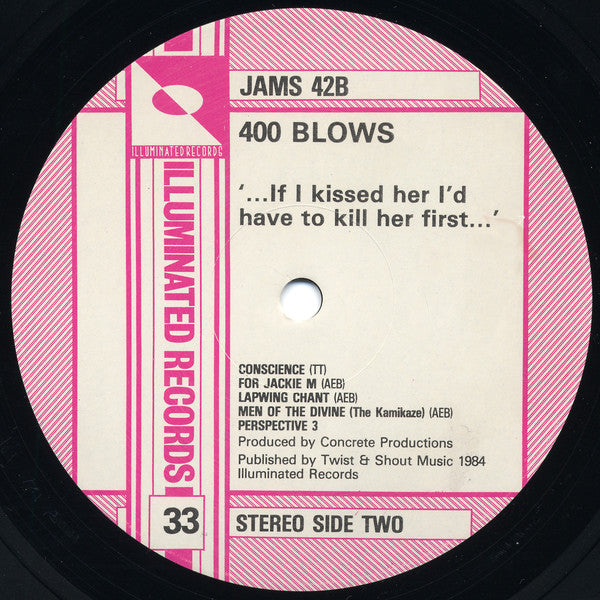 JAMS 42B
ILLUMINATED RECORDS
400 BLOWS
'...If I kissed her I'd
have to kill her first...'
ILLUMINATED RECORDS
CONSCIENCE (TT)
FOR JACKIE M (AEB)
LAPWING CHANT (AEB)
MEN OF THE DIVINE (The Kamikaze) (AEB)
PERSPECTIVE 3
Produced by Concrete Productions
Published by Twist & Shout Music 1984
Illuminated Records
33
STEREO SIDE TWO